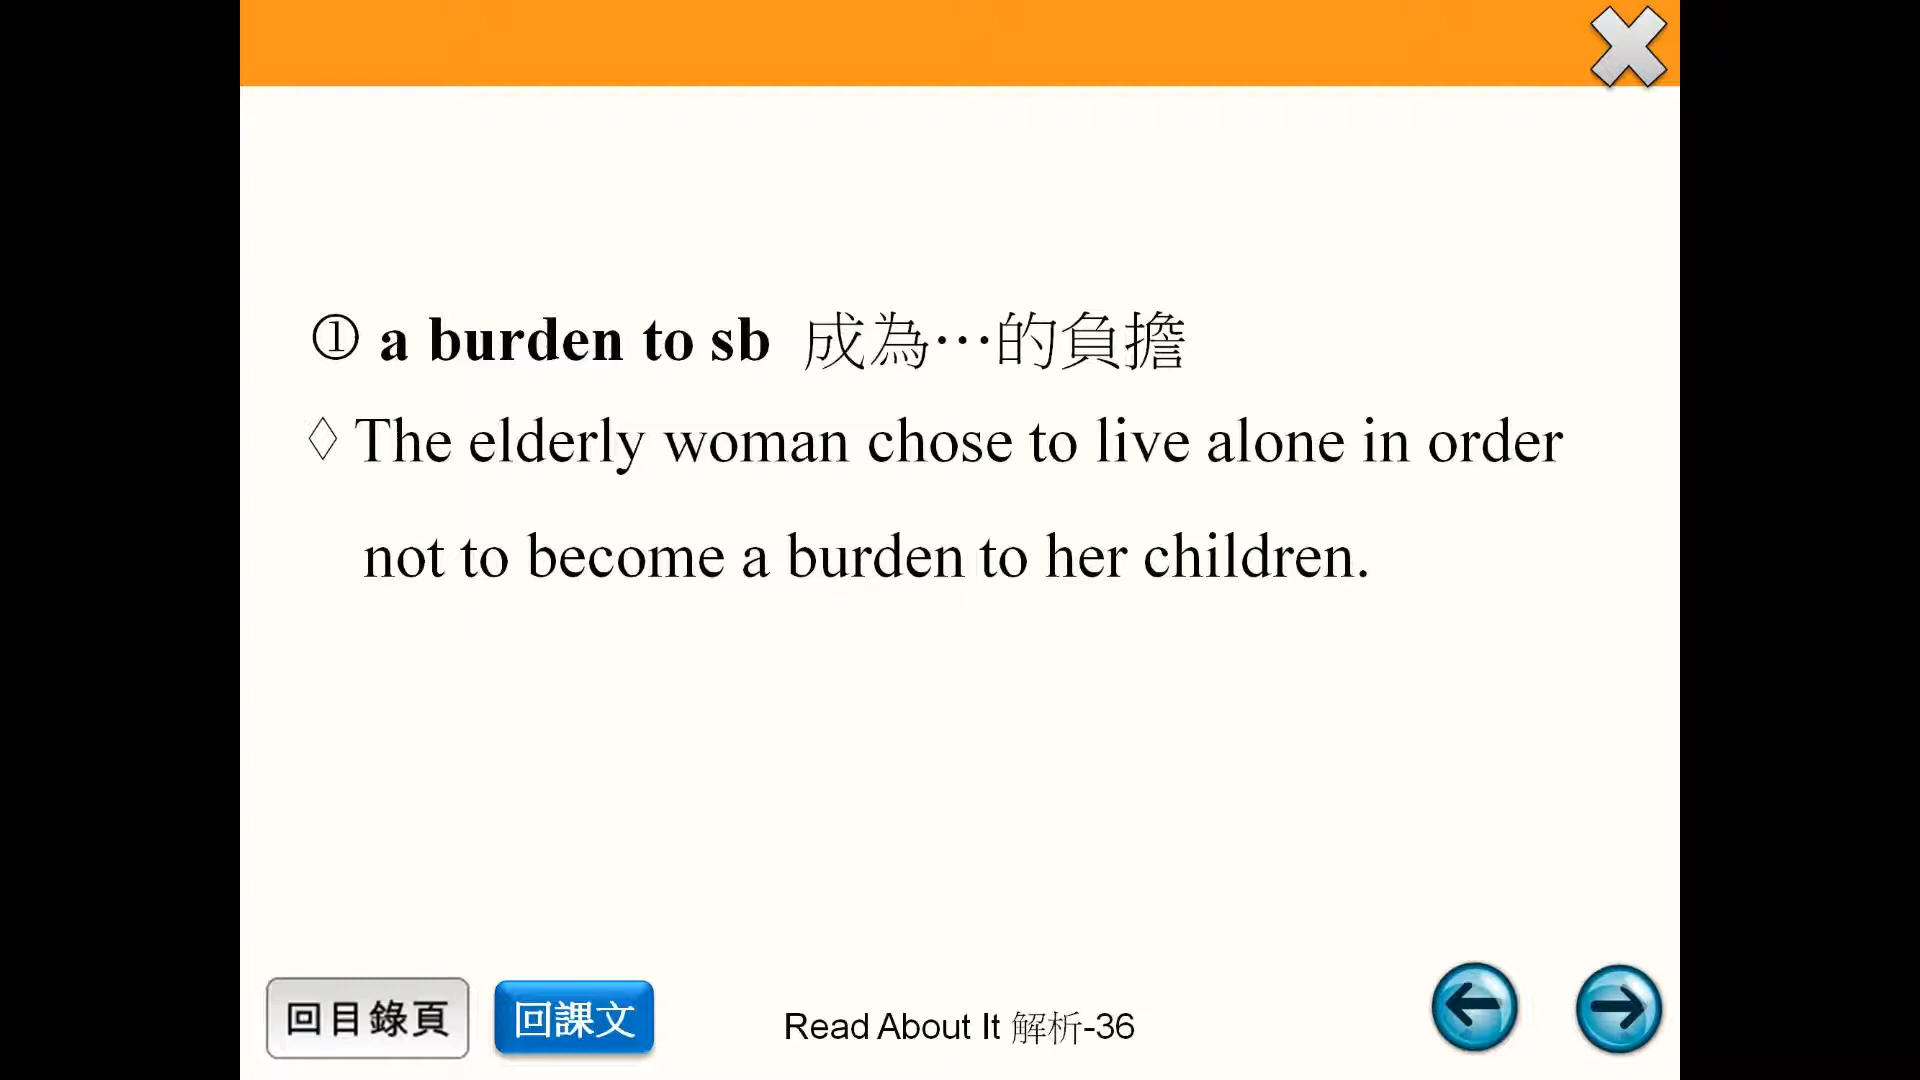 ① a burden to sb 成為…的負擔
◊ The elderly woman chose to live alone in order
not to become a burden to her children.
回目錄頁
回課文
Read About It 解析-36